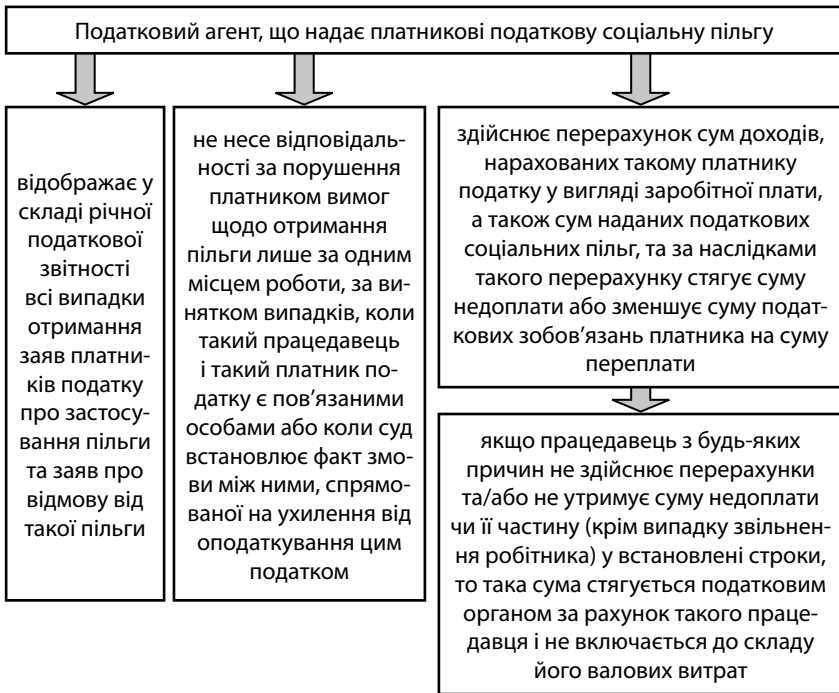 Податковий агент, що надає платникові податкову соціальну пільгу
відображає у
складі річної
податкової
звітності
всі випадки
отримання
заяв платни-
ків податку
про застосу-
вання пільги
та заяв про
відмову від
такої пільги
не несе відповідаль-
ності за порушення
платником вимог
щодо отримання
пільги лише за одним
місцем роботи, за ви-
нятком випадків, коли
такий працедавець
і такий платник по-
датку є пов’язаними
особами або коли суд
встановлює факт змо-
ви між ними, спрямо-
ваної на ухилення від
оподаткування цим
податком
здійснює перерахунок сум доходів,
нарахованих такому платнику
податку у вигляді заробітної плати,
а також сум наданих податкових
соціальних пільг, та за наслідками
такого перерахунку стягує суму
недоплати або зменшує суму подат-
кових зобов’язань платника на суму
переплати
якщо працедавець з будь-яких
причин не здійснює перерахунки
та/або не утримує суму недоплати
чи її частину (крім випадку звільнен-
ня робітника) у встановлені строки,
то така сума стягується податковим
органом за рахунок такого праце-
давця і не включається до складу
його валових витрат